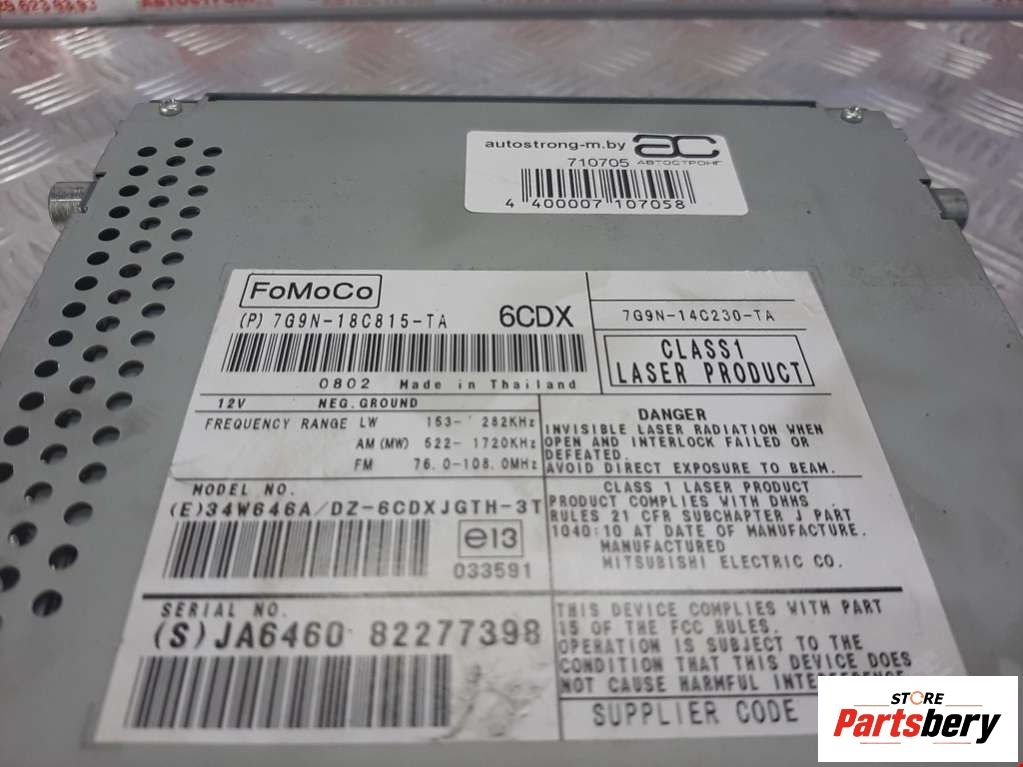 autostrong-m.by ac
710705 АВТОСТРОНГ
4 400007 107058
FoMoCo
(P) 7G9N-18C815-TA 6CDX
7G9N-14C230-TA
0802 Made in Thailand
CLASS1
LASER PRODUCT
12V NEG.GROUND
FREQUENCY RANGE LW 153- 282KHz
AM (MW) 522- 1720KHz
FM 76.0-108.0MHz
DANGER
INVISIBLE LASER RADIATION WHEN
OPEN AND INTERLOCK FAILED OR
DEFEATED.
AVOID DIRECT EXPOSURE TO BEAM.
MODEL NO.
(E)34W646A/DZ-6CDXJGTH-3T
e13
033591
CLASS 1 LASER PRODUCT
PRODUCT COMPLIES WITH DHHS
RULES 21 CFR SUBCHAPTER J PART
1040:10 AT DATE OF MANUFACTURE.
MANUFACTURED
MITSUBISHI ELECTRIC CO.
SERIAL NO.
(S)JA6460 82277398
THIS DEVICE COMPLIES WITH PART
15 OF THE FCC RULES.
OPERATION IS SUBJECT TO THE
CONDITION THAT THIS DEVICE DOES
NOT CAUSE HARMFUL INTERFERENCE
SUPPLIER CODE
STORE
Partsbery